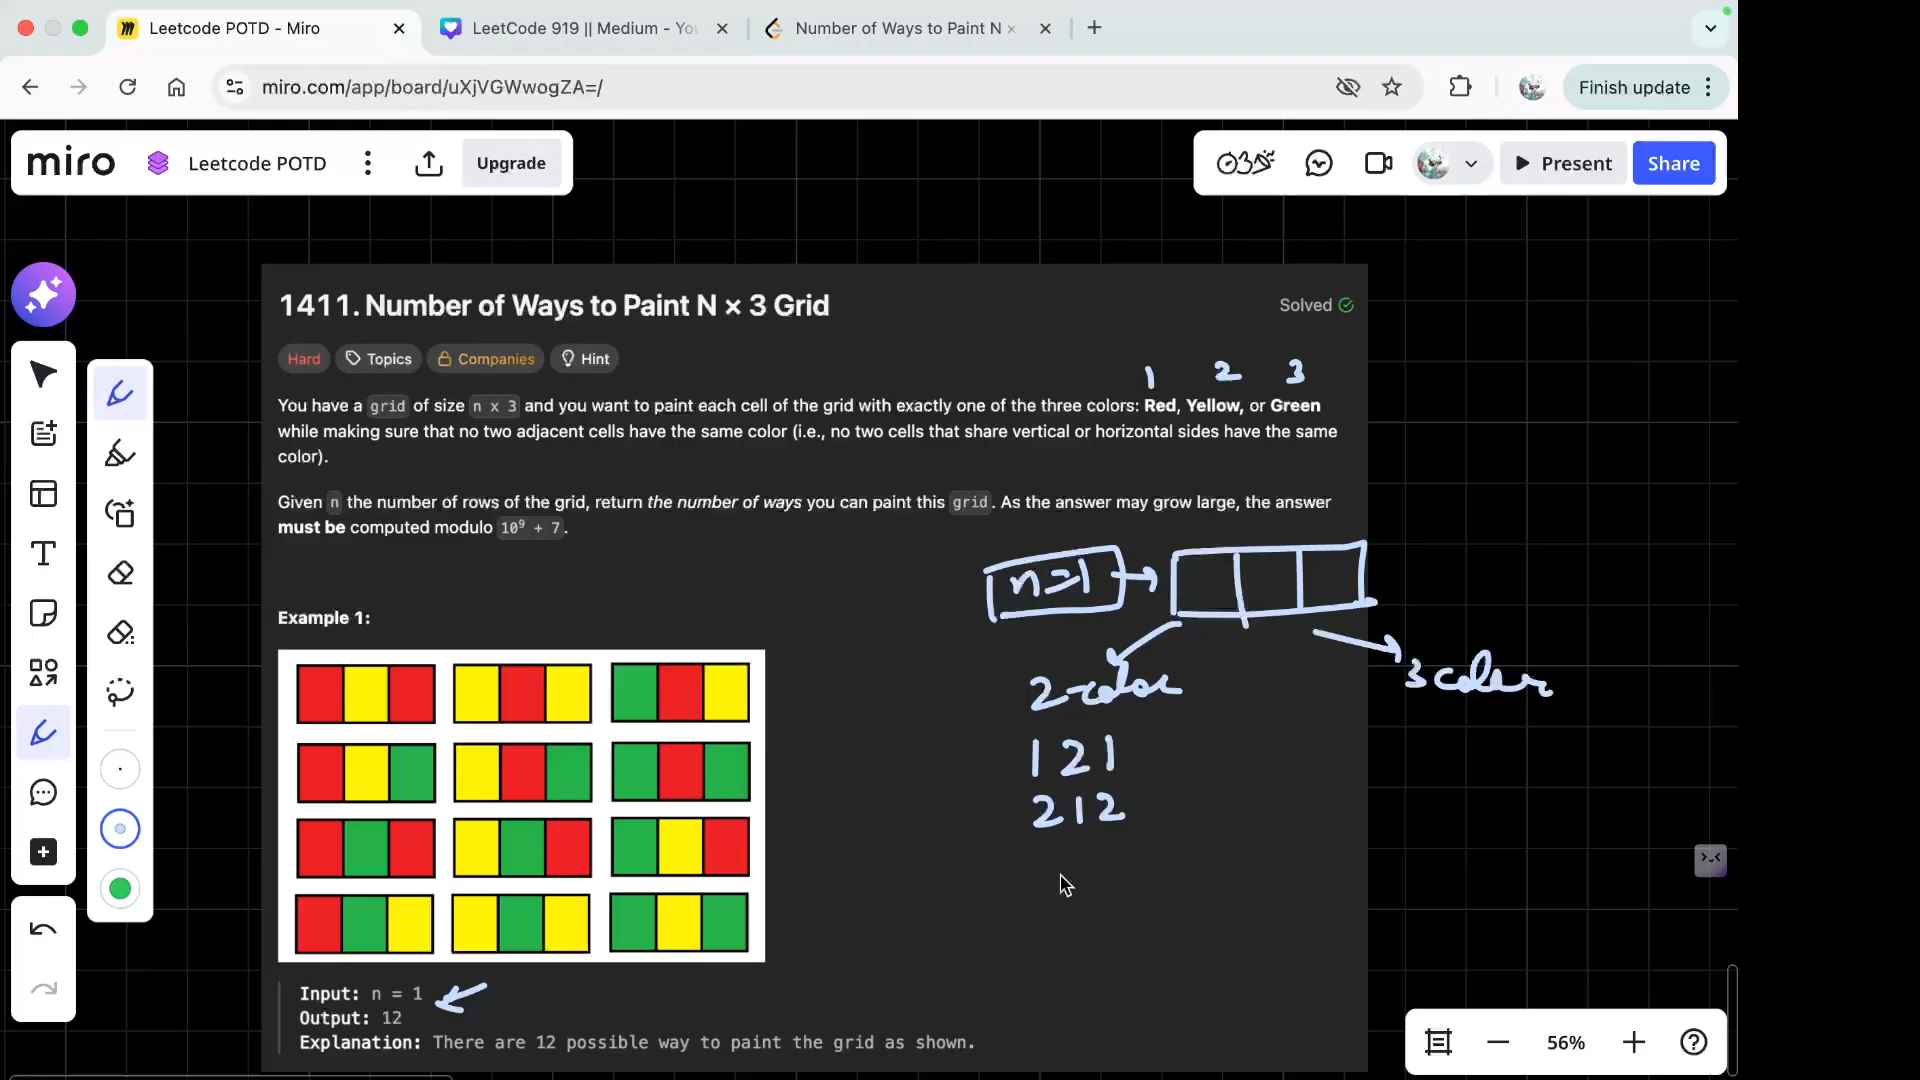 Leetcode POTD - Miro
LeetCode 919 || Medium - You
Number of Ways to Paint N ×
miro.com/app/board/uXjVGWwogZA=/
Finish update
miro
Leetcode POTD
Upgrade
Present
Share
1411. Number of Ways to Paint N × 3 Grid
Solved
Hard
Topics
Companies
Hint
1 2 3
You have a grid of size n x 3 and you want to paint each cell of the grid with exactly one of the three colors: Red, Yellow, or Green
while making sure that no two adjacent cells have the same color (i.e., no two cells that share vertical or horizontal sides have the same
color).
Given n the number of rows of the grid, return the number of ways you can paint this grid. As the answer may grow large, the answer
must be computed modulo 10⁹ + 7.
n=1
Example 1:
2-color
3 color
1 2 1
2 1 2
Input: n = 1
Output: 12
Explanation: There are 12 possible way to paint the grid as shown.
56%